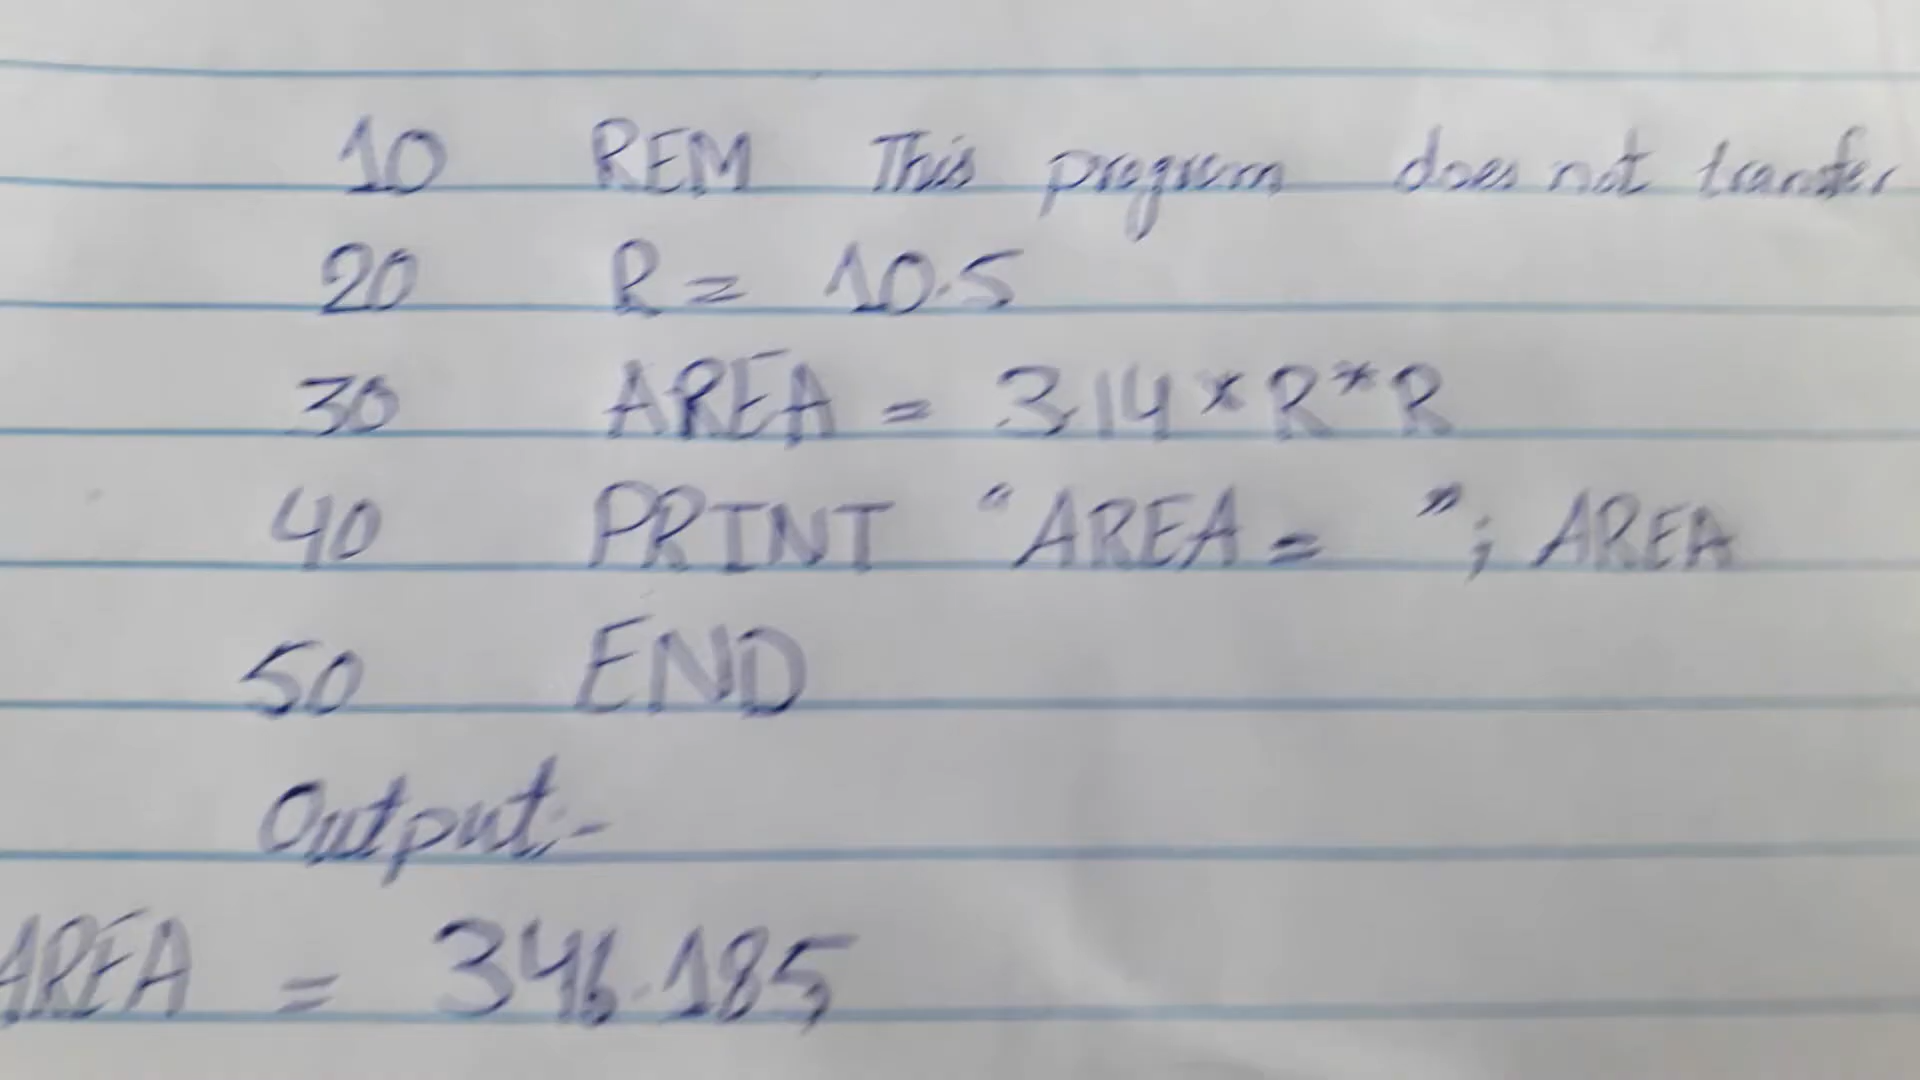 10 REM This program does not transfer
20 R = 10.5
30 AREA = 3.14 * R * R
40 PRINT "AREA = "; AREA
50 END
Output:-
AREA = 346.185